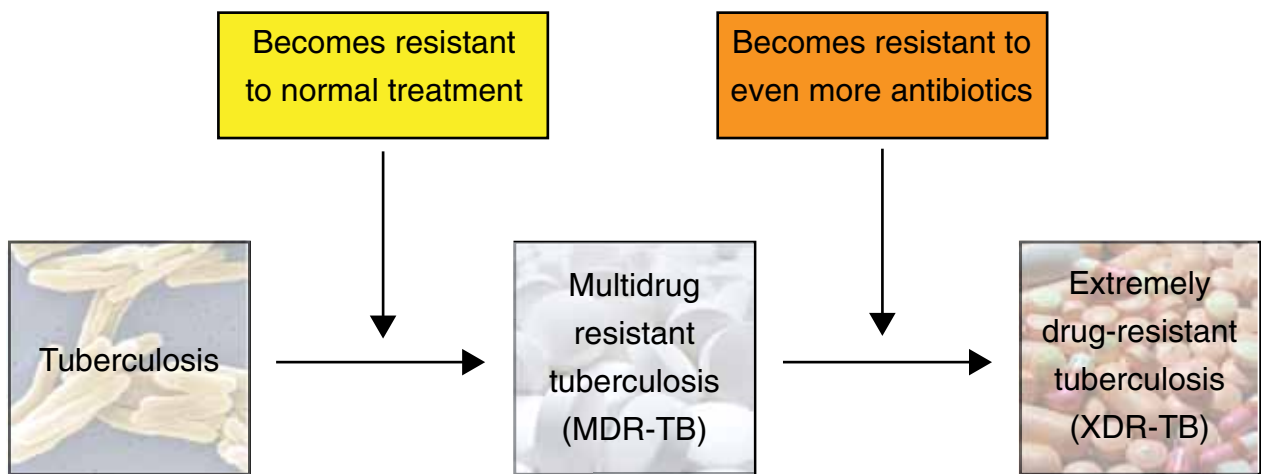 Becomes resistant
to normal treatment
Becomes resistant to
even more antibiotics
Tuberculosis
Multidrug
resistant
tuberculosis
(MDR-TB)
Extremely
drug-resistant
tuberculosis
(XDR-TB)